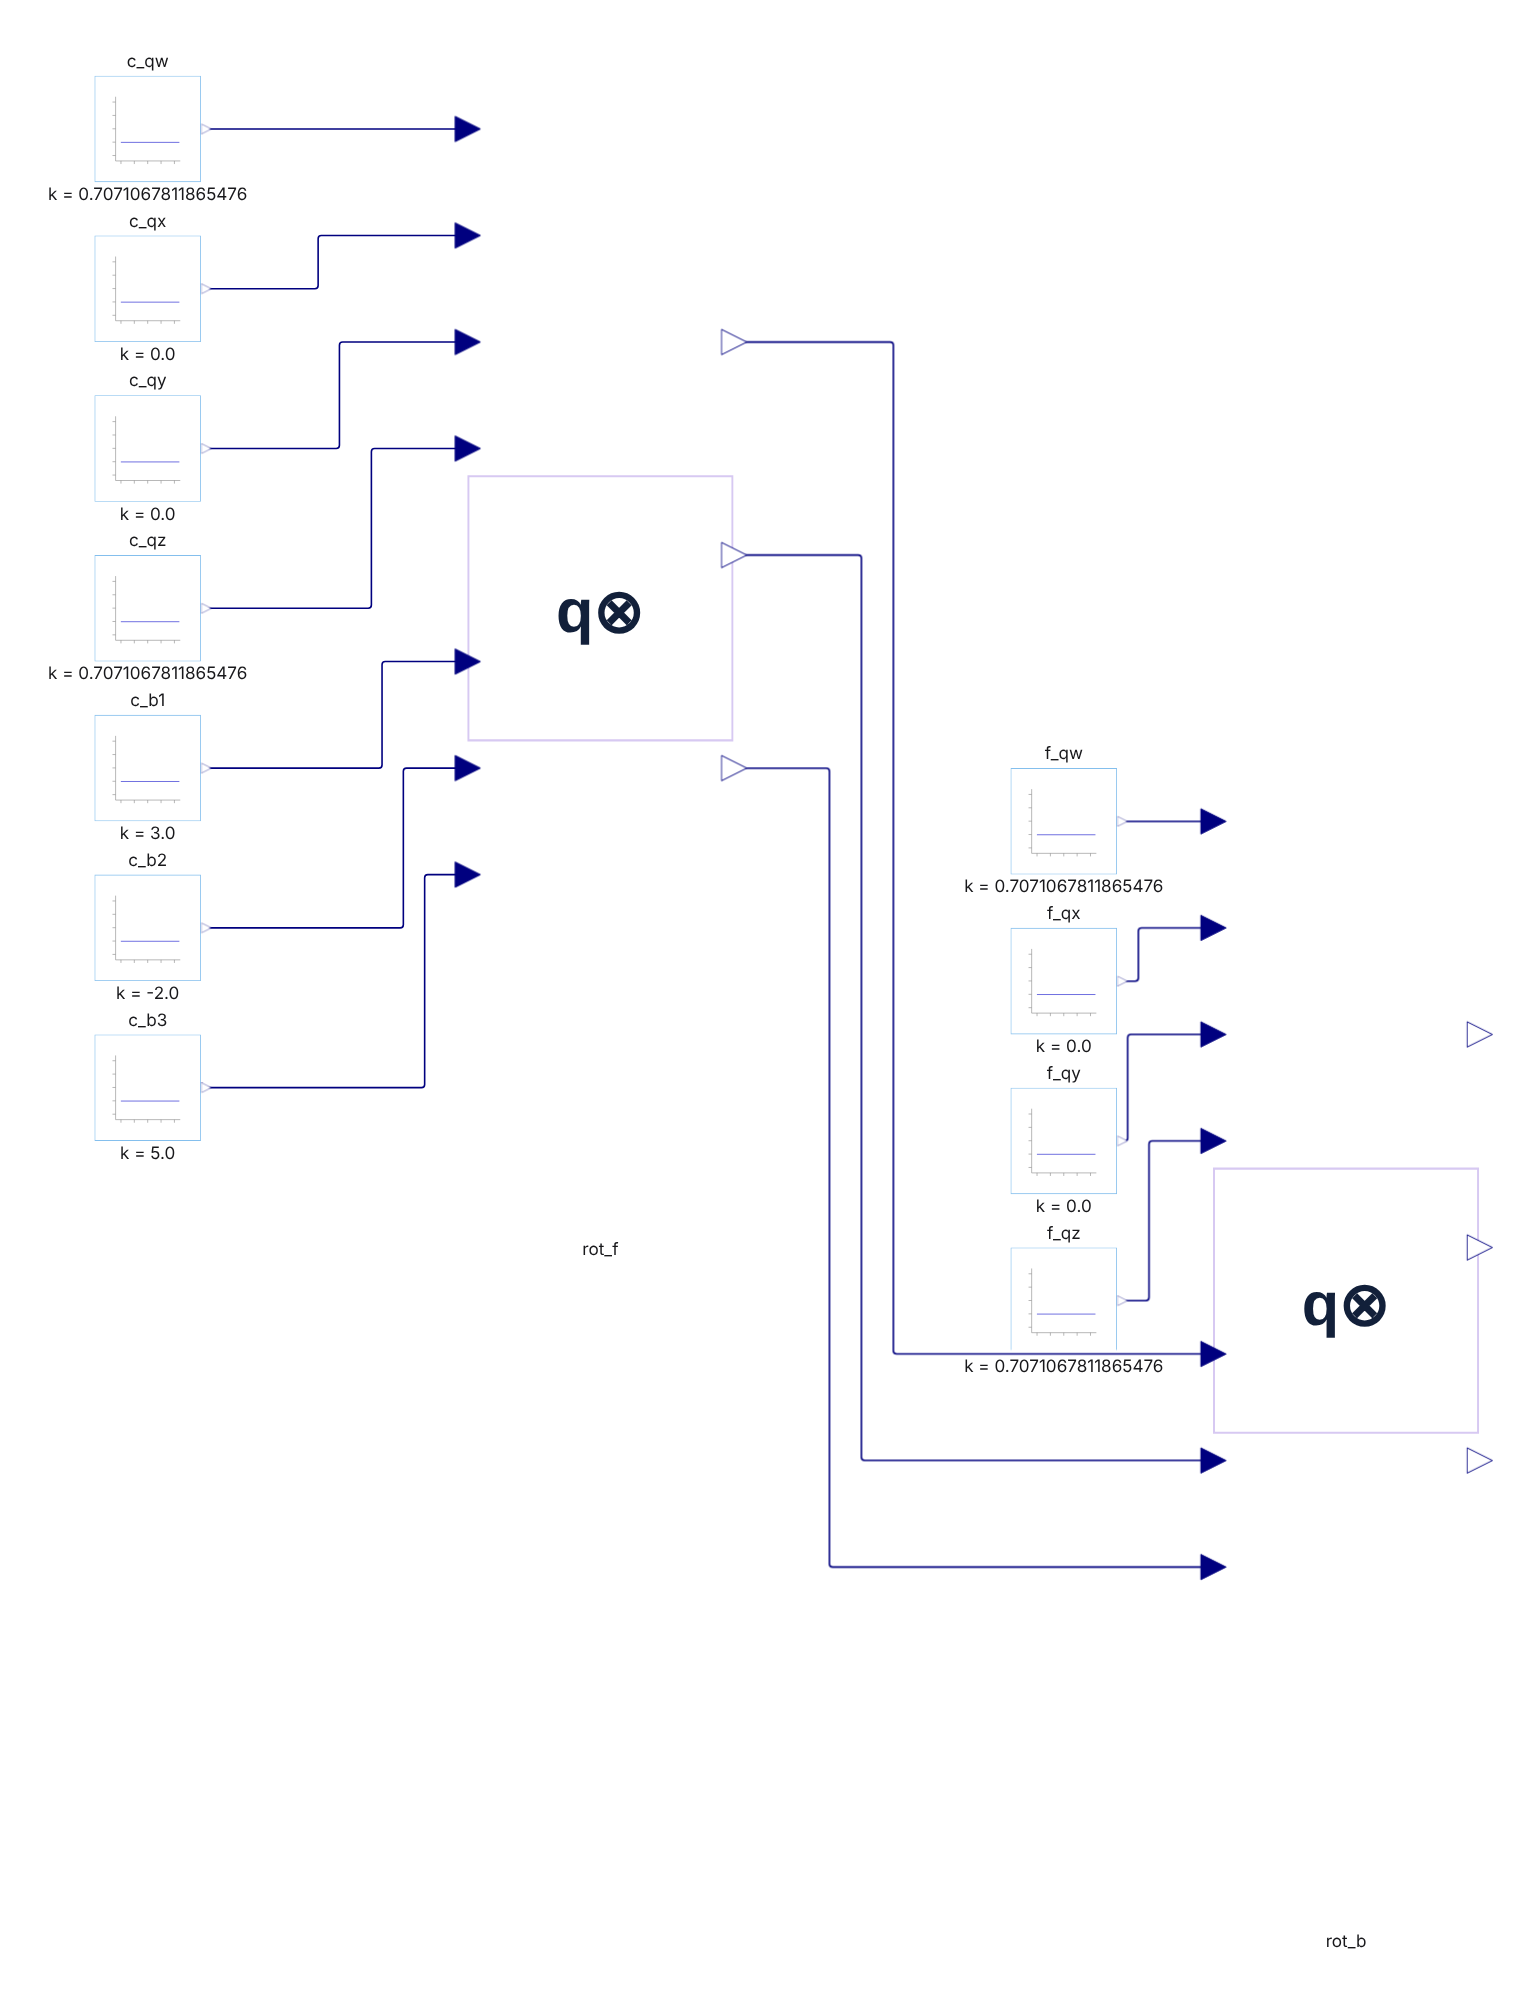 c_qw
k = 0.7071067811865476
c_qx
k = 0.0
c_qy
k = 0.0
c_qz
k = 0.7071067811865476
c_b1
k = 3.0
c_b2
k = -2.0
c_b3
k = 5.0
q⊗
rot_f
f_qw
k = 0.7071067811865476
f_qx
k = 0.0
f_qy
k = 0.0
f_qz
k = 0.7071067811865476
q⊗
rot_b